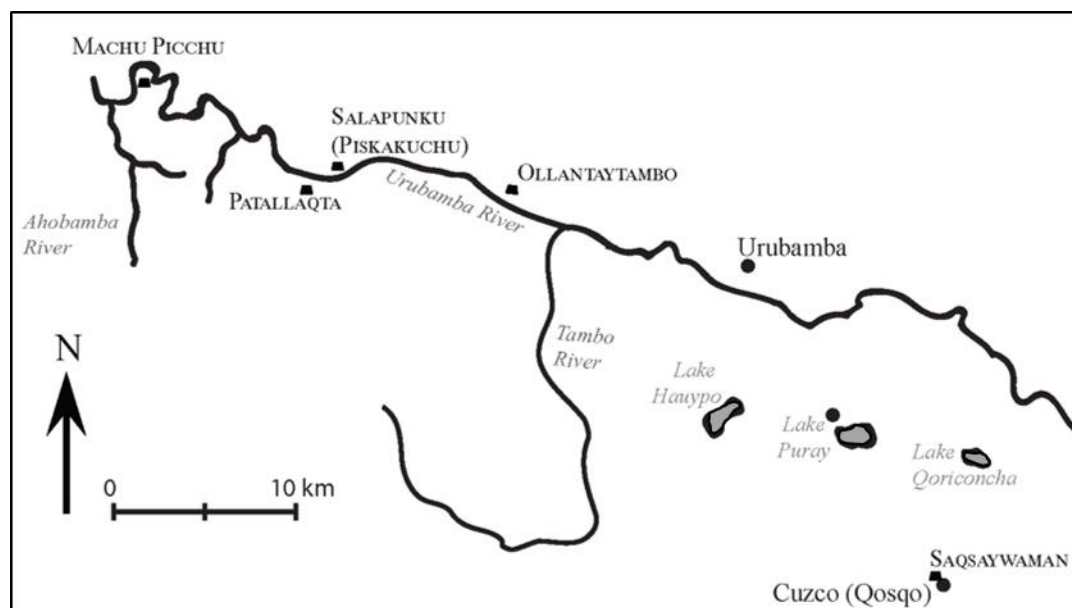 MACHU PICCHU
SALAPUNKU
(PISKAKUCHU)
OLLANTAYTAMBO
PATALLAQTA
Urubamba River
Ahobamba
River
Urubamba
Tambo
River
N
Lake
Hauypo
Lake
Puray
Lake
Qoriconcha
0 10 km
SAQSAYWAMAN
Cuzco (Qosqo)